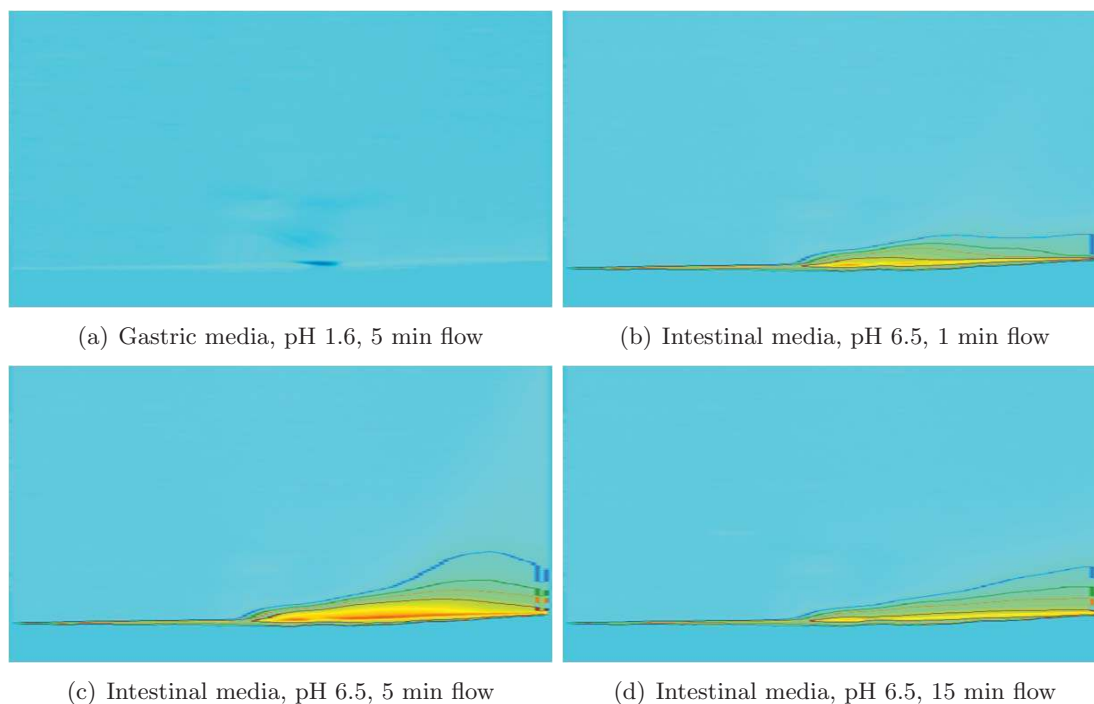 (a) Gastric media, pH 1.6, 5 min flow
(b) Intestinal media, pH 6.5, 1 min flow
(c) Intestinal media, pH 6.5, 5 min flow
(d) Intestinal media, pH 6.5, 15 min flow